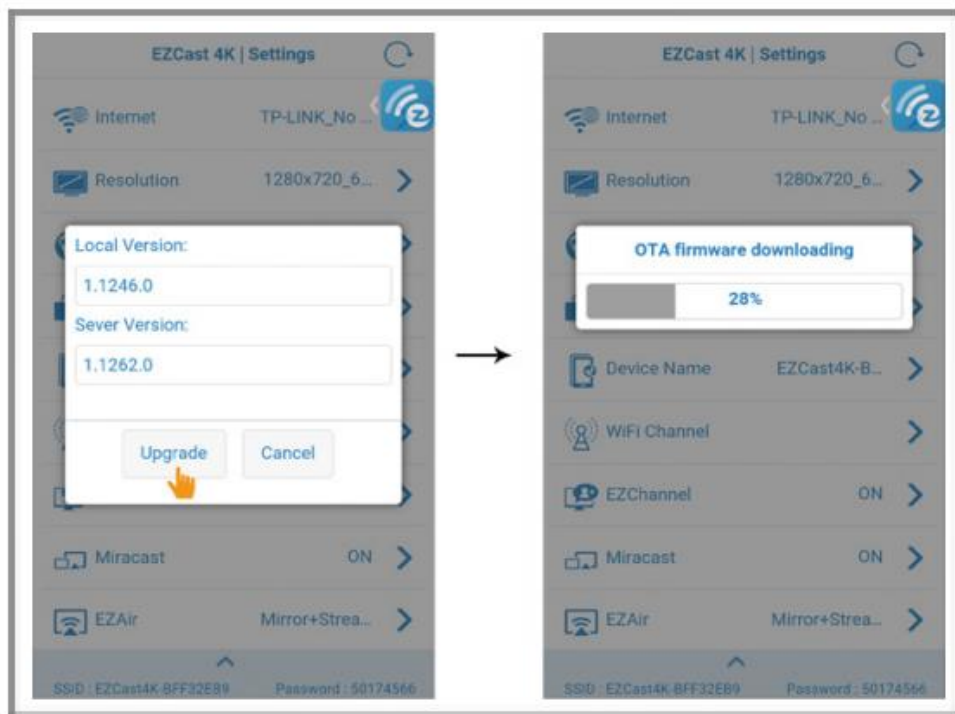 EZCast 4K | Settings
Internet TP-LINK_No ...
Resolution 1280x720_6...
Local Version:
1.1246.0
Sever Version:
1.1262.0
Upgrade Cancel
Miracast ON
EZAir Mirror+Strea...
SSID : EZCast4K-BFF32EB9 Password : 50174566
EZCast 4K | Settings
Internet TP-LINK_No ...
Resolution 1280x720_6...
OTA firmware downloading
28%
Device Name EZCast4K-B...
WiFi Channel
EZChannel ON
Miracast ON
EZAir Mirror+Strea...
SSID : EZCast4K-BFF32EB9 Password : 50174566